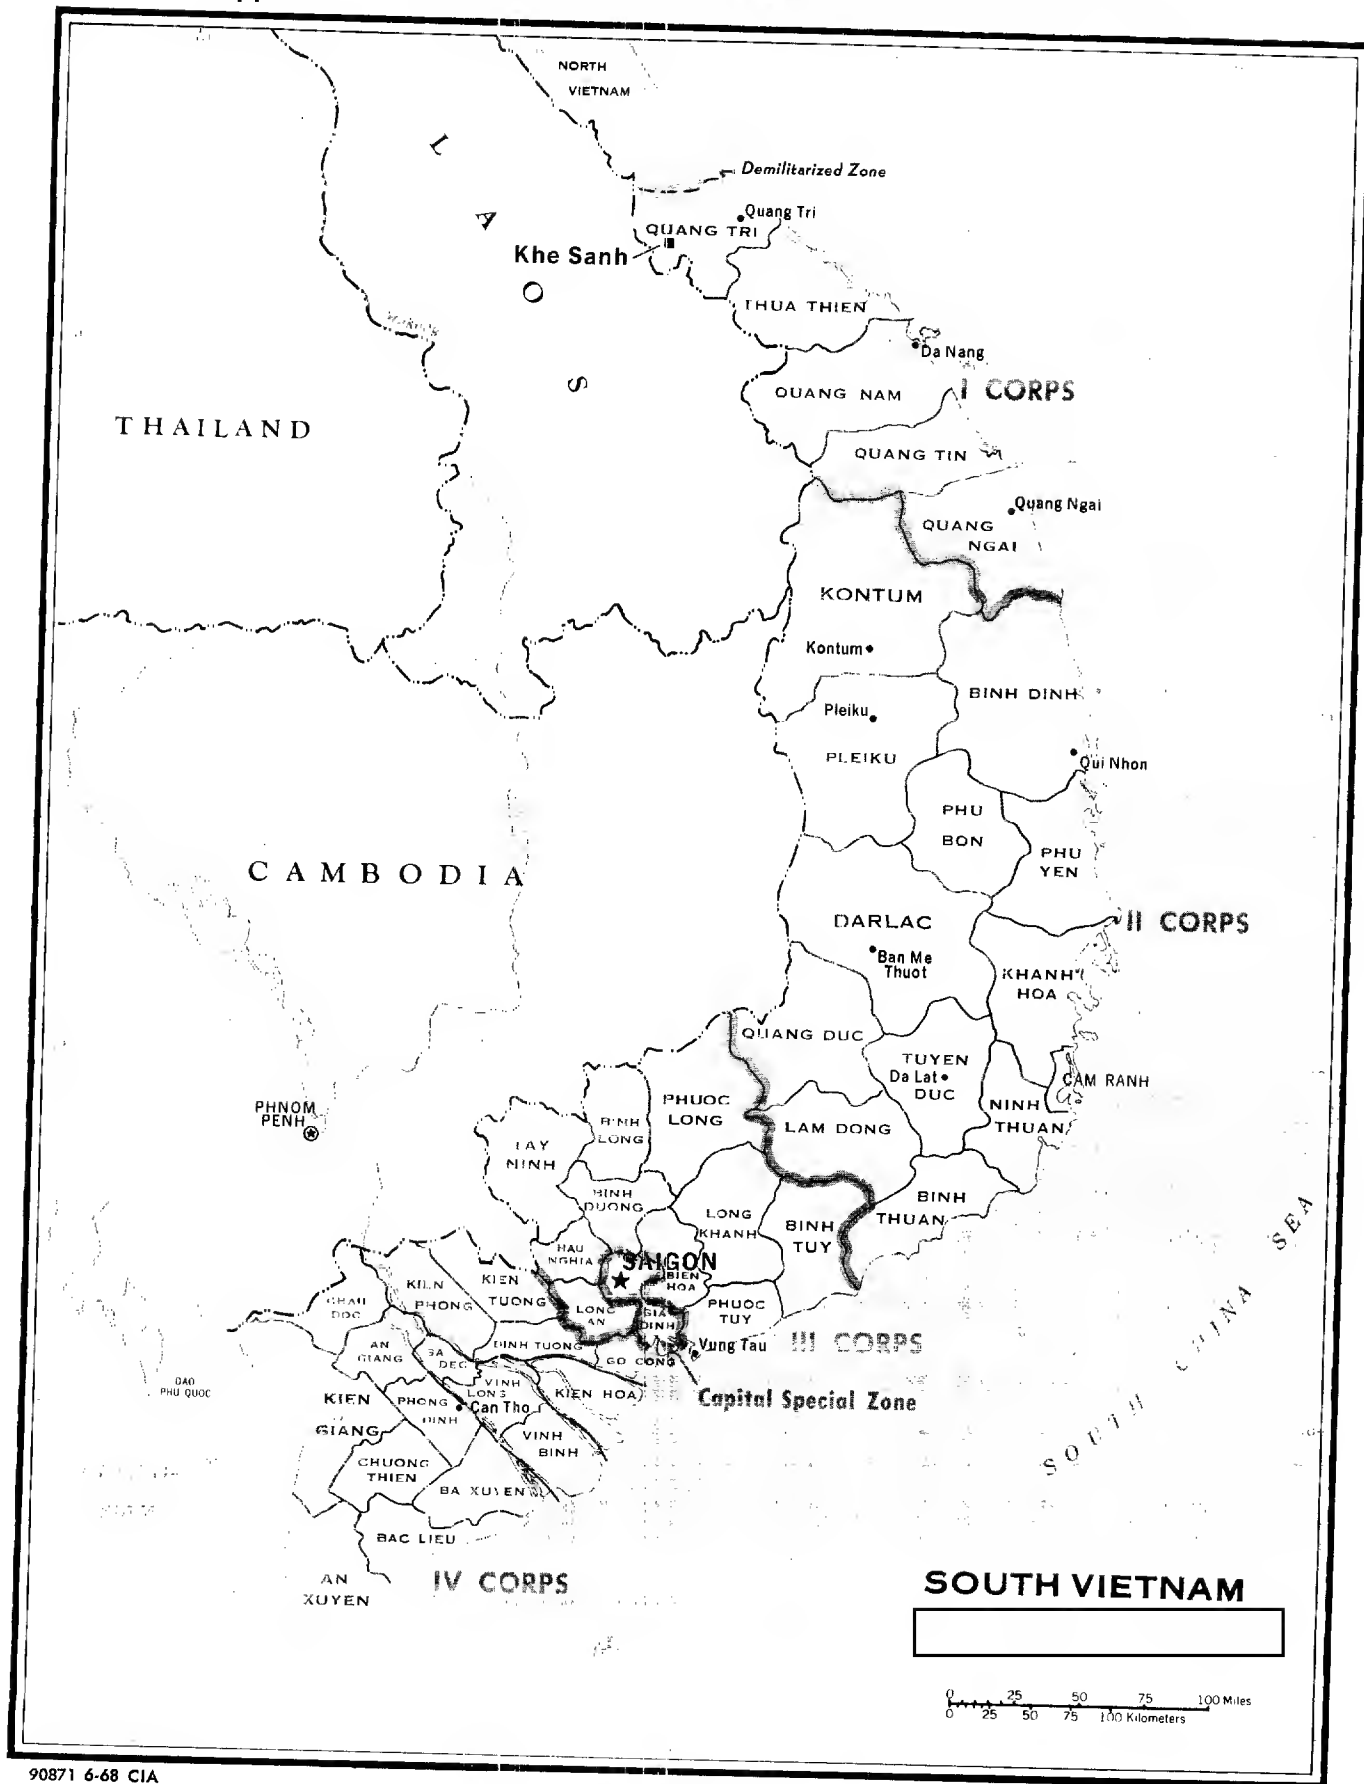 NORTH
VIETNAM
L A O S
Demilitarized Zone
Quang Tri
QUANG TRI
Khe Sanh
THUA THIEN
Mekong
Da Nang
QUANG NAM
I CORPS
THAILAND
QUANG TIN
Quang Ngai
QUANG
NGAI
KONTUM
Kontum
BINH DINH
Pleiku
PLEIKU
Qui Nhon
PHU
BON
PHU
YEN
CAMBODIA
DARLAC
II CORPS
Ban Me
Thuot
KHANH
HOA
QUANG DUC
TUYEN
Da Lat
DUC
CAM RANH
PHUOC
LONG
NINH
THUAN
PHNOM
PENH
BINH
LONG
LAM DONG
TAY
NINH
BINH
DUONG
BINH
THUAN
LONG
KHANH
BINH
TUY
HAU
NGHIA
SAIGON
BIEN
HOA
KIEN
PHONG
KIEN
TUONG
CHAU
DOC
LONG
AN
GIA
DINH
PHUOC
TUY
AN
GIANG
SA
DEC
DINH TUONG
GO CONG
Vung Tau
III CORPS
DAO
PHU QUOC
KIEN
GIANG
PHONG
DINH
VINH
LONG
Can Tho
KIEN HOA
Capital Special Zone
VINH
BINH
CHUONG
THIEN
BA XUYEN
BAC LIEU
AN
XUYEN
IV CORPS
SOUTH CHINA SEA
SOUTH VIETNAM
0 25 50 75 100 Miles
0 25 50 75 100 Kilometers
90871 6-68 CIA